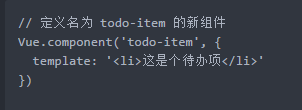 // 定义名为 todo-item 的新组件
Vue.component('todo-item', {
  template: '<li>这是个待办项</li>'
})